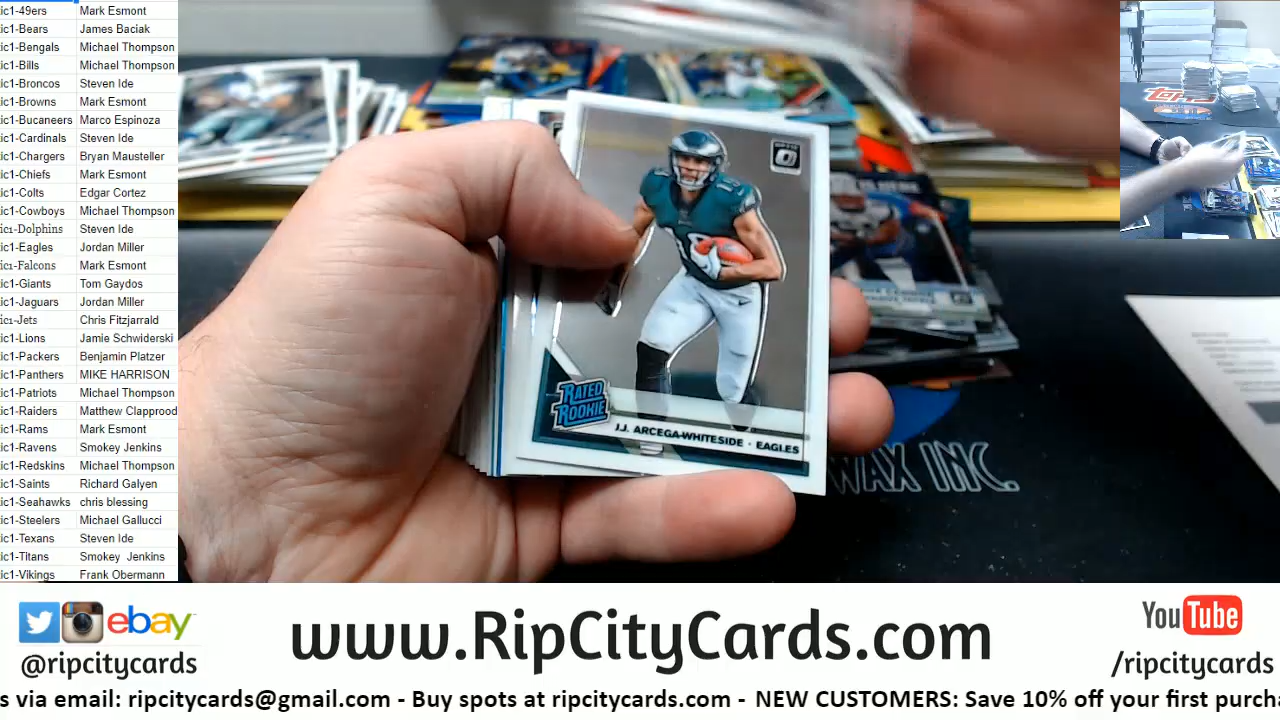 ic1-49ers Mark Esmont
ic1-Bears James Baciak
ic1-Bengals Michael Thompson
ic1-Bills Michael Thompson
ic1-Broncos Steven Ide
ic1-Browns Mark Esmont
ic1-Bucaneers Marco Espinoza
ic1-Cardinals Steven Ide
ic1-Chargers Bryan Mausteller
ic1-Chiefs Mark Esmont
ic1-Colts Edgar Cortez
ic1-Cowboys Michael Thompson
ic1-Dolphins Steven Ide
ic1-Eagles Jordan Miller
ic1-Falcons Mark Esmont
ic1-Giants Tom Gaydos
ic1-Jaguars Jordan Miller
ic1-Jets Chris Fitzjarrald
ic1-Lions Jamie Schwiderski
ic1-Packers Benjamin Platzer
ic1-Panthers MIKE HARRISON
ic1-Patriots Michael Thompson
ic1-Raiders Matthew Clapprood
ic1-Rams Mark Esmont
ic1-Ravens Smokey Jenkins
ic1-Redskins Michael Thompson
ic1-Saints Richard Galyen
ic1-Seahawks chris blessing
ic1-Steelers Michael Gallucci
ic1-Texans Steven Ide
ic1-Titans Smokey Jenkins
ic1-Vikings Frank Obermann
RATED
ROOKIE
J.J. ARCEGA-WHITESIDE · EAGLES
WAX INC.
Topps
ebay
@ripcitycards
www.RipCityCards.com
YouTube
/ripcitycards
s via email: ripcitycards@gmail.com - Buy spots at ripcitycards.com - NEW CUSTOMERS: Save 10% off your first purcha